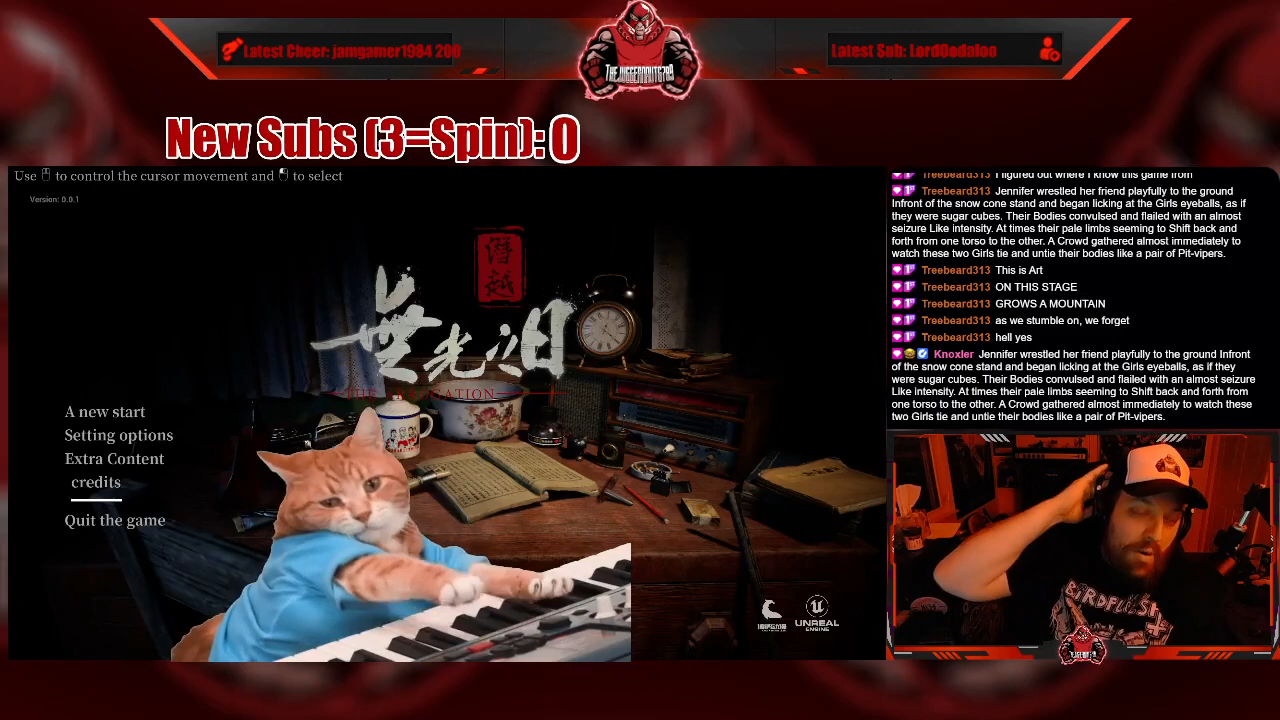 Latest Cheer: jamgamer1984 200
Latest Sub: LordOodaloo
THEJUGGERNAUT6789
New Subs (3=Spin): 0
Use to control the cursor movement and to select
Version: 0.0.1
僭越
無光汨
A new start
Setting options
Extra Content
credits
Quit the game
UNREAL
ENGINE
Treebeard313 I figured out where I know this game from
Treebeard313 Jennifer wrestled her friend playfully to the ground
Infront of the snow cone stand and began licking at the Girls eyeballs, as if
they were sugar cubes. Their Bodies convulsed and flailed with an almost
seizure Like intensity. At times their pale limbs seeming to Shift back and
forth from one torso to the other. A Crowd gathered almost immediately to
watch these two Girls tie and untie their bodies like a pair of Pit-vipers.
Treebeard313 This is Art
Treebeard313 ON THIS STAGE
Treebeard313 GROWS A MOUNTAIN
Treebeard313 as we stumble on, we forget
Treebeard313 hell yes
Knoxler Jennifer wrestled her friend playfully to the ground Infront
of the snow cone stand and began licking at the Girls eyeballs, as if they
were sugar cubes. Their Bodies convulsed and flailed with an almost seizure
Like intensity. At times their pale limbs seeming to Shift back and forth from
one torso to the other. A Crowd gathered almost immediately to watch these
two Girls tie and untie their bodies like a pair of Pit-vipers.